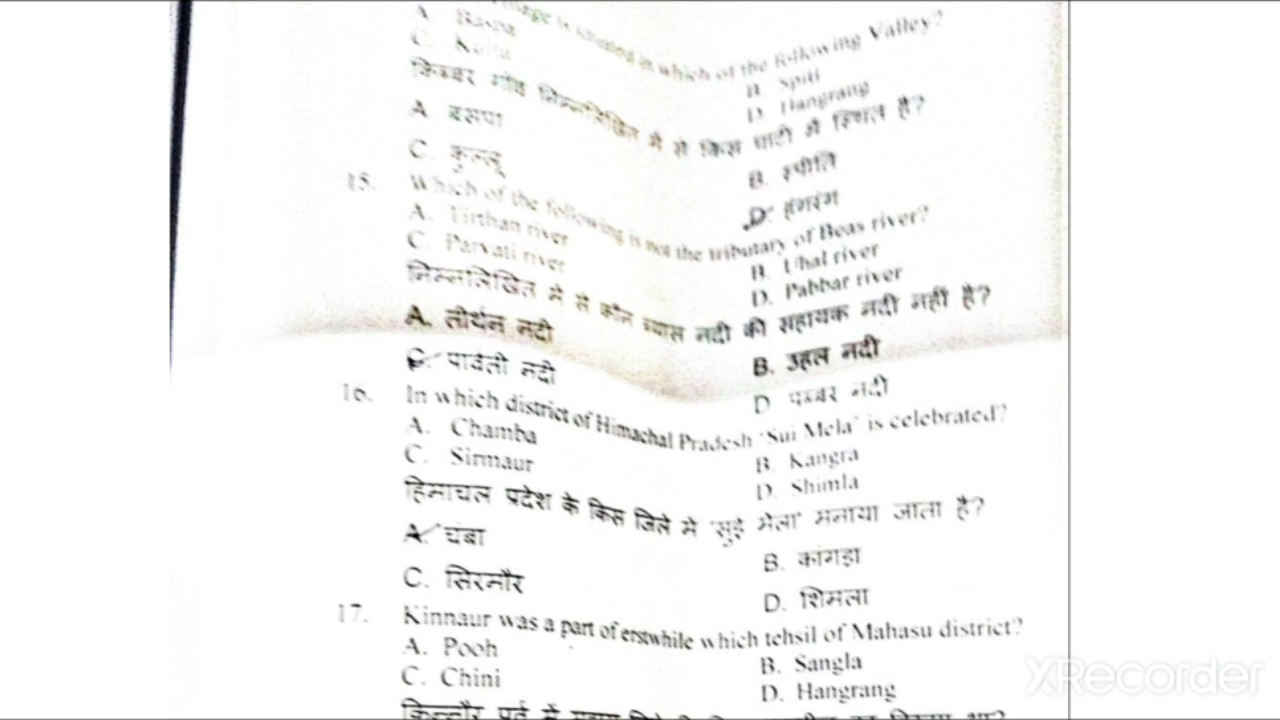 is situated in which of the following Valley?
A. Baspa B. Spiti
C. Kullu D. Hangrang
किब्बर गाँव निम्नलिखित में से किस घाटी में स्थित है?
A. बसपा B. स्पीति
C. कुल्लू D. हंगरंग
15. Which of the following is not the tributary of Beas river?
A. Tirthan river B. Uhal river
C. Parvati river D. Pabbar river
निम्नलिखित में से कौन ब्यास नदी की सहायक नदी नहीं है?
A. तीर्थन नदी B. उहल नदी
C. पार्वती नदी D. पब्बर नदी
16. In which district of Himachal Pradesh 'Sui Mela' is celebrated?
A. Chamba B. Kangra
C. Sirmaur D. Shimla
हिमाचल प्रदेश के किस जिले में 'सुई मेला' मनाया जाता है?
A. चंबा B. कांगड़ा
C. सिरमौर D. शिमला
17. Kinnaur was a part of erstwhile which tehsil of Mahasu district?
A. Pooh B. Sangla
C. Chini D. Hangrang
किन्नौर पूर्व में
XRecorder